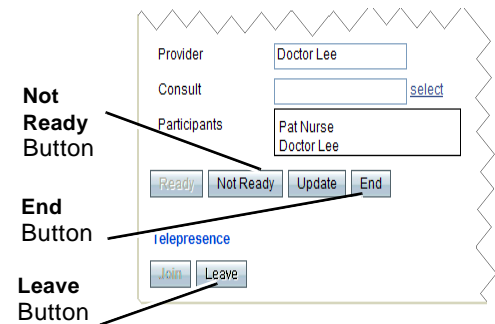 Provider Doctor Lee
Consult select
Participants Pat Nurse
Doctor Lee
Ready Not Ready Update End
Telepresence
Join Leave
Not
Ready
Button
End
Button
Leave
Button